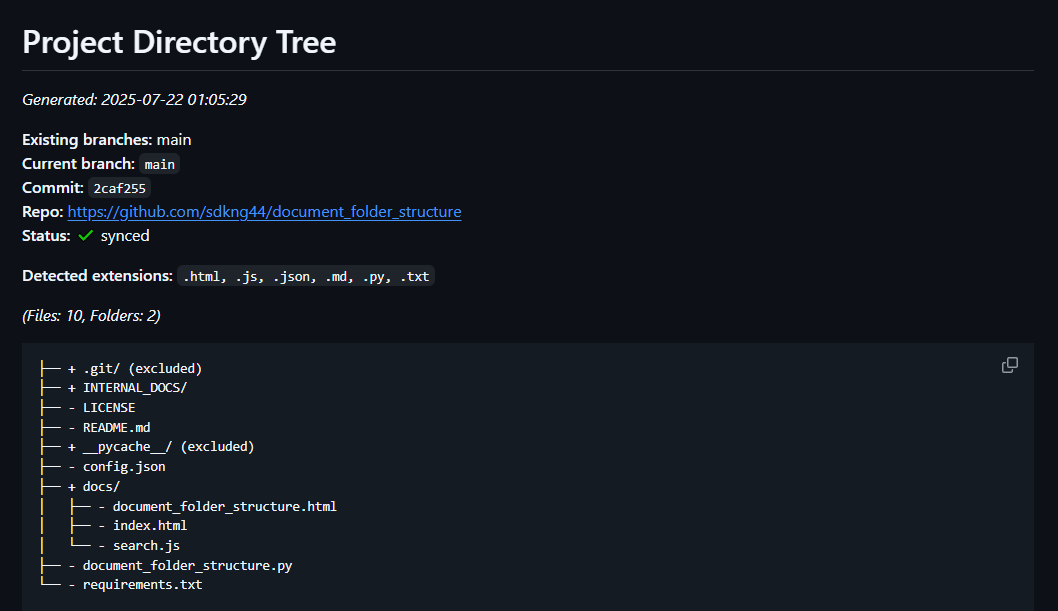 Project Directory Tree
Generated: 2025-07-22 01:05:29
Existing branches: main
Current branch: main
Commit: 2caf255
Repo: https://github.com/sdkng44/document_folder_structure
Status: ✓ synced
Detected extensions: .html, .js, .json, .md, .py, .txt
(Files: 10, Folders: 2)
├── + .git/ (excluded)
├── + INTERNAL_DOCS/
├── - LICENSE
├── - README.md
├── + __pycache__/ (excluded)
├── - config.json
├── + docs/
│   ├── - document_folder_structure.html
│   ├── - index.html
│   └── - search.js
├── - document_folder_structure.py
└── - requirements.txt